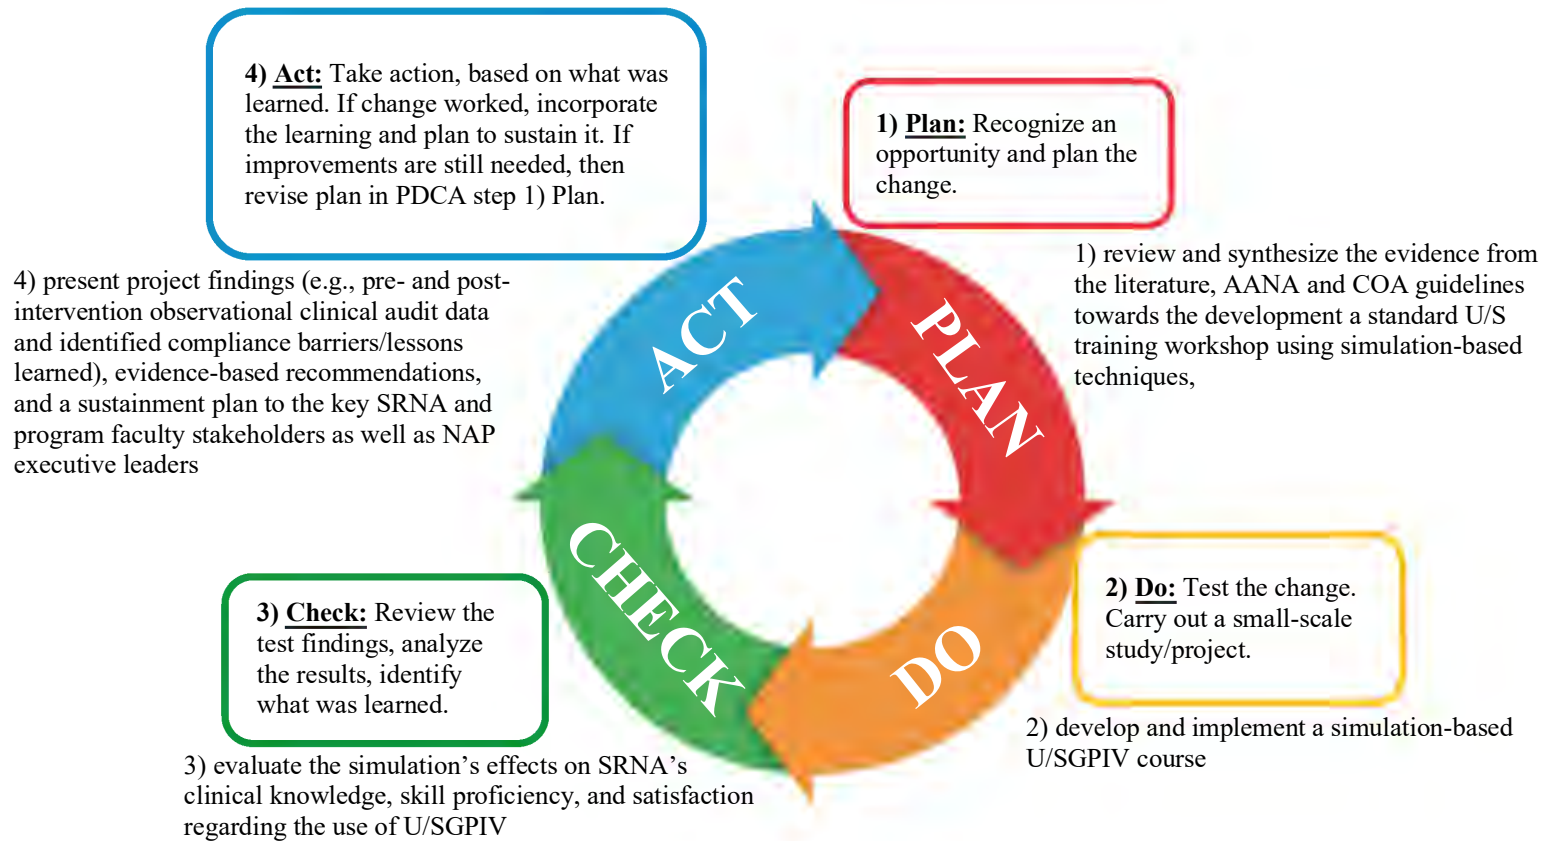 4) Act: Take action, based on what was
learned. If change worked, incorporate
the learning and plan to sustain it. If
improvements are still needed, then
revise plan in PDCA step 1) Plan.
1) Plan: Recognize an
opportunity and plan the
change.
4) present project findings (e.g., pre- and post-
intervention observational clinical audit data
and identified compliance barriers/lessons
learned), evidence-based recommendations,
and a sustainment plan to the key SRNA and
program faculty stakeholders as well as NAP
executive leaders
1) review and synthesize the evidence from
the literature, AANA and COA guidelines
towards the development a standard U/S
training workshop using simulation-based
techniques,
ACT
PLAN
CHECK
DO
3) Check: Review the
test findings, analyze
the results, identify
what was learned.
2) Do: Test the change.
Carry out a small-scale
study/project.
3) evaluate the simulation’s effects on SRNA’s
clinical knowledge, skill proficiency, and satisfaction
regarding the use of U/SGPIV
2) develop and implement a simulation-based
U/SGPIV course